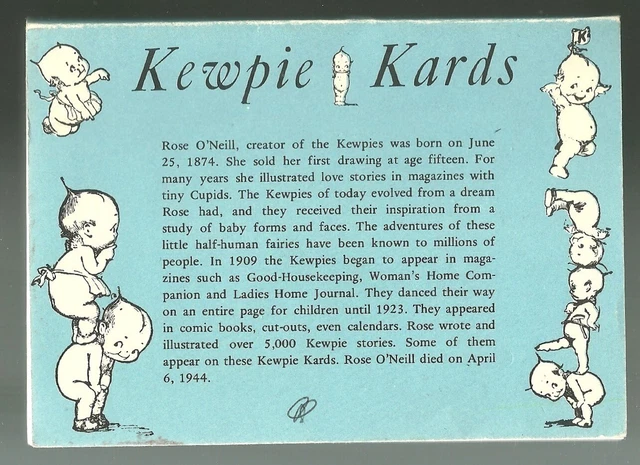 Kewpie Kards
K
Rose O'Neill, creator of the Kewpies was born on June
25, 1874. She sold her first drawing at age fifteen. For
many years she illustrated love stories in magazines with
tiny Cupids. The Kewpies of today evolved from a dream
Rose had, and they received their inspiration from a
study of baby forms and faces. The adventures of these
little half-human fairies have been known to millions of
people. In 1909 the Kewpies began to appear in maga-
zines such as Good-Housekeeping, Woman's Home Com-
panion and Ladies Home Journal. They danced their way
on an entire page for children until 1923. They appeared
in comic books, cut-outs, even calendars. Rose wrote and
illustrated over 5,000 Kewpie stories. Some of them
appear on these Kewpie Kards. Rose O'Neill died on April
6, 1944.